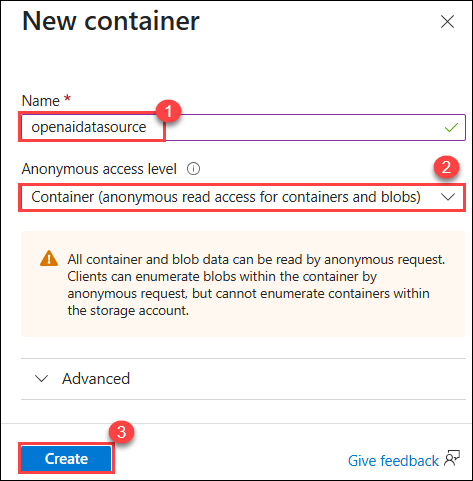 New container
Name *
1
openaidatasource
Anonymous access level
2
Container (anonymous read access for containers and blobs)
All container and blob data can be read by anonymous request.
Clients can enumerate blobs within the container by
anonymous request, but cannot enumerate containers within
the storage account.
Advanced
3
Create
Give feedback